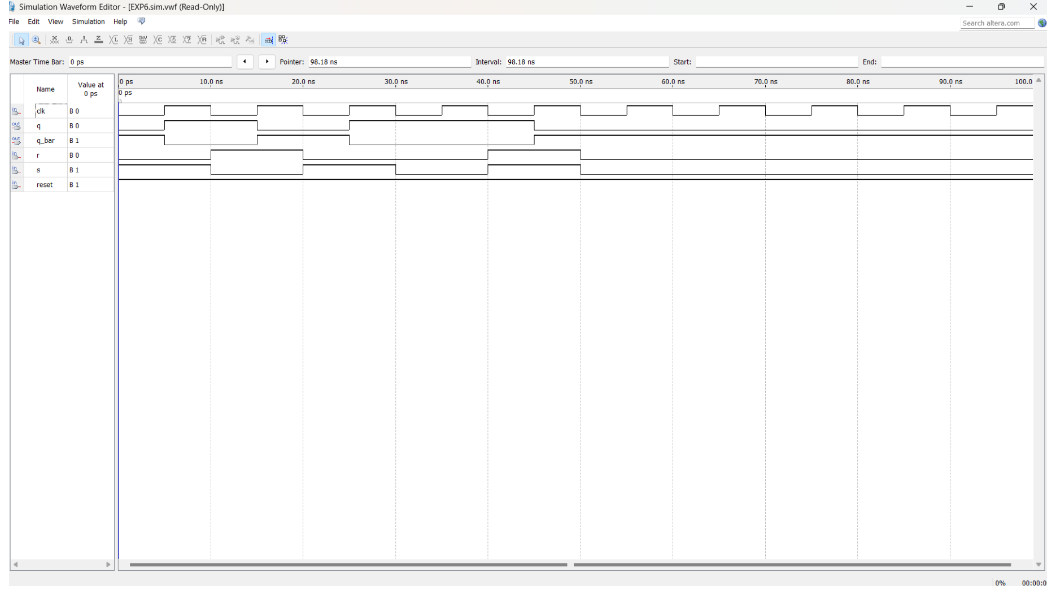 Simulation Waveform Editor - [EXP6.sim.vwf (Read-Only)]
File Edit View Simulation Help
Search altera.com
Master Time Bar: 0 ps Pointer: 98.18 ns Interval: 98.18 ns Start: End:
Name Value at 0 ps
0 ps 10.0 ns 20.0 ns 30.0 ns 40.0 ns 50.0 ns 60.0 ns 70.0 ns 80.0 ns 90.0 ns 100.0
0 ps
clk B 0
q B 0
q_bar B 1
r B 0
s B 1
reset B 1
0% 00:00:0